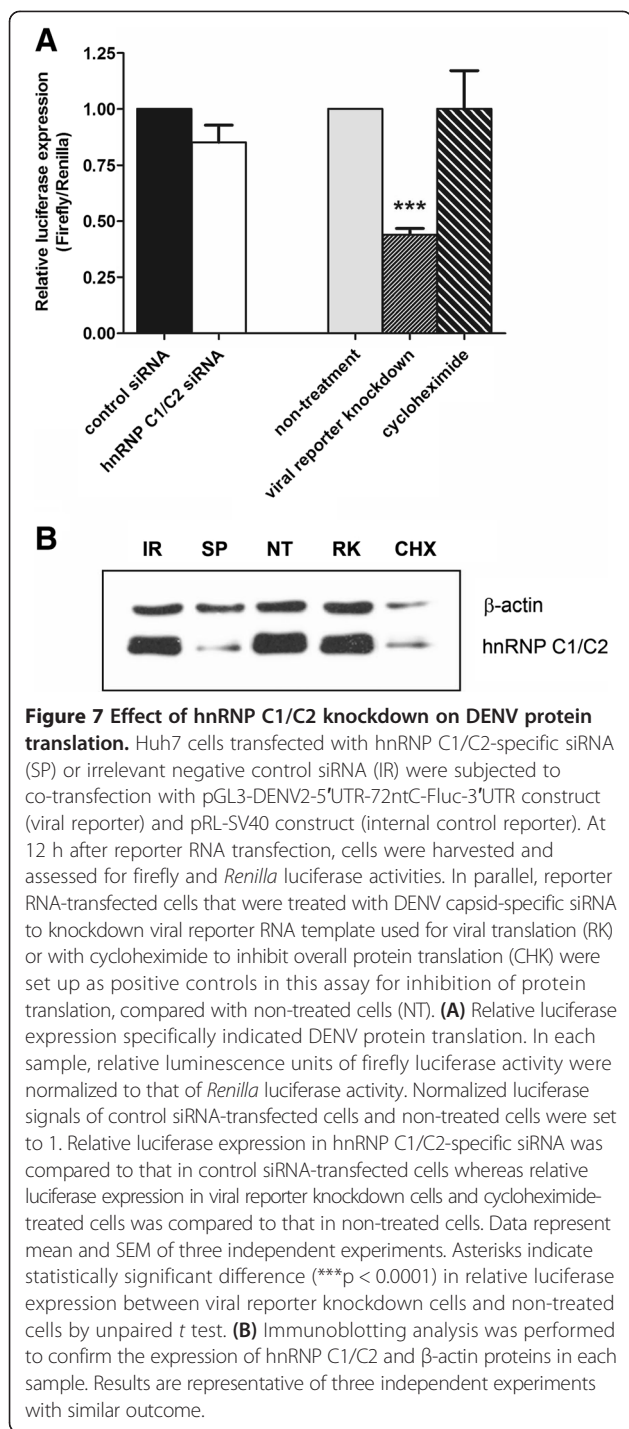 A
Relative luciferase expression
(Firefly/Renilla)
1.25
1.00
0.75
0.50
0.25
0.00
***
control siRNA
hnRNP C1/C2 siRNA
non-treatment
viral reporter knockdown
cycloheximide
B
IR SP NT RK CHX
β-actin
hnRNP C1/C2
Figure 7 Effect of hnRNP C1/C2 knockdown on DENV protein
translation. Huh7 cells transfected with hnRNP C1/C2-specific siRNA
(SP) or irrelevant negative control siRNA (IR) were subjected to
co-transfection with pGL3-DENV2-5′UTR-72ntC-Fluc-3′UTR construct
(viral reporter) and pRL-SV40 construct (internal control reporter). At
12 h after reporter RNA transfection, cells were harvested and
assessed for firefly and Renilla luciferase activities. In parallel, reporter
RNA-transfected cells that were treated with DENV capsid-specific siRNA
to knockdown viral reporter RNA template used for viral translation (RK)
or with cycloheximide to inhibit overall protein translation (CHK) were
set up as positive controls in this assay for inhibition of protein
translation, compared with non-treated cells (NT). (A) Relative luciferase
expression specifically indicated DENV protein translation. In each
sample, relative luminescence units of firefly luciferase activity were
normalized to that of Renilla luciferase activity. Normalized luciferase
signals of control siRNA-transfected cells and non-treated cells were set
to 1. Relative luciferase expression in hnRNP C1/C2-specific siRNA was
compared to that in control siRNA-transfected cells whereas relative
luciferase expression in viral reporter knockdown cells and cycloheximide-
treated cells was compared to that in non-treated cells. Data represent
mean and SEM of three independent experiments. Asterisks indicate
statistically significant difference (***p < 0.0001) in relative luciferase
expression between viral reporter knockdown cells and non-treated
cells by unpaired t test. (B) Immunoblotting analysis was performed
to confirm the expression of hnRNP C1/C2 and β-actin proteins in each
sample. Results are representative of three independent experiments
with similar outcome.